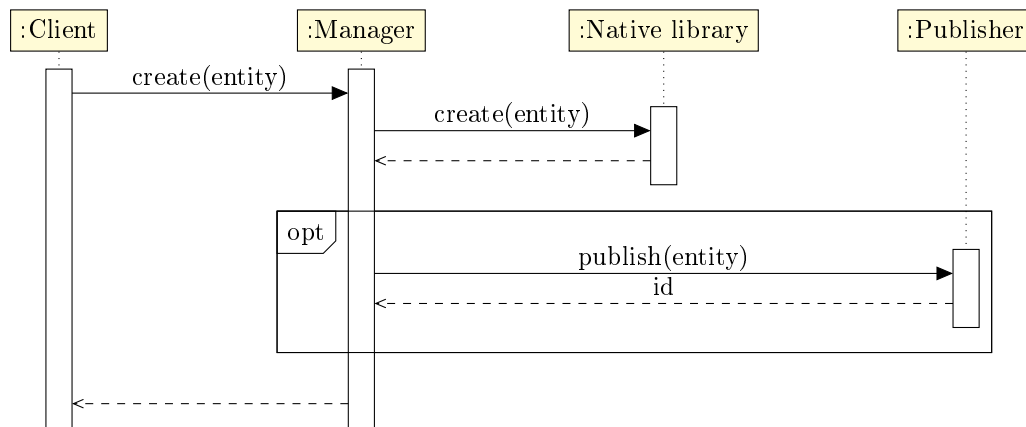 :Client
:Manager
:Native library
:Publisher
create(entity)
create(entity)
opt
publish(entity)
id